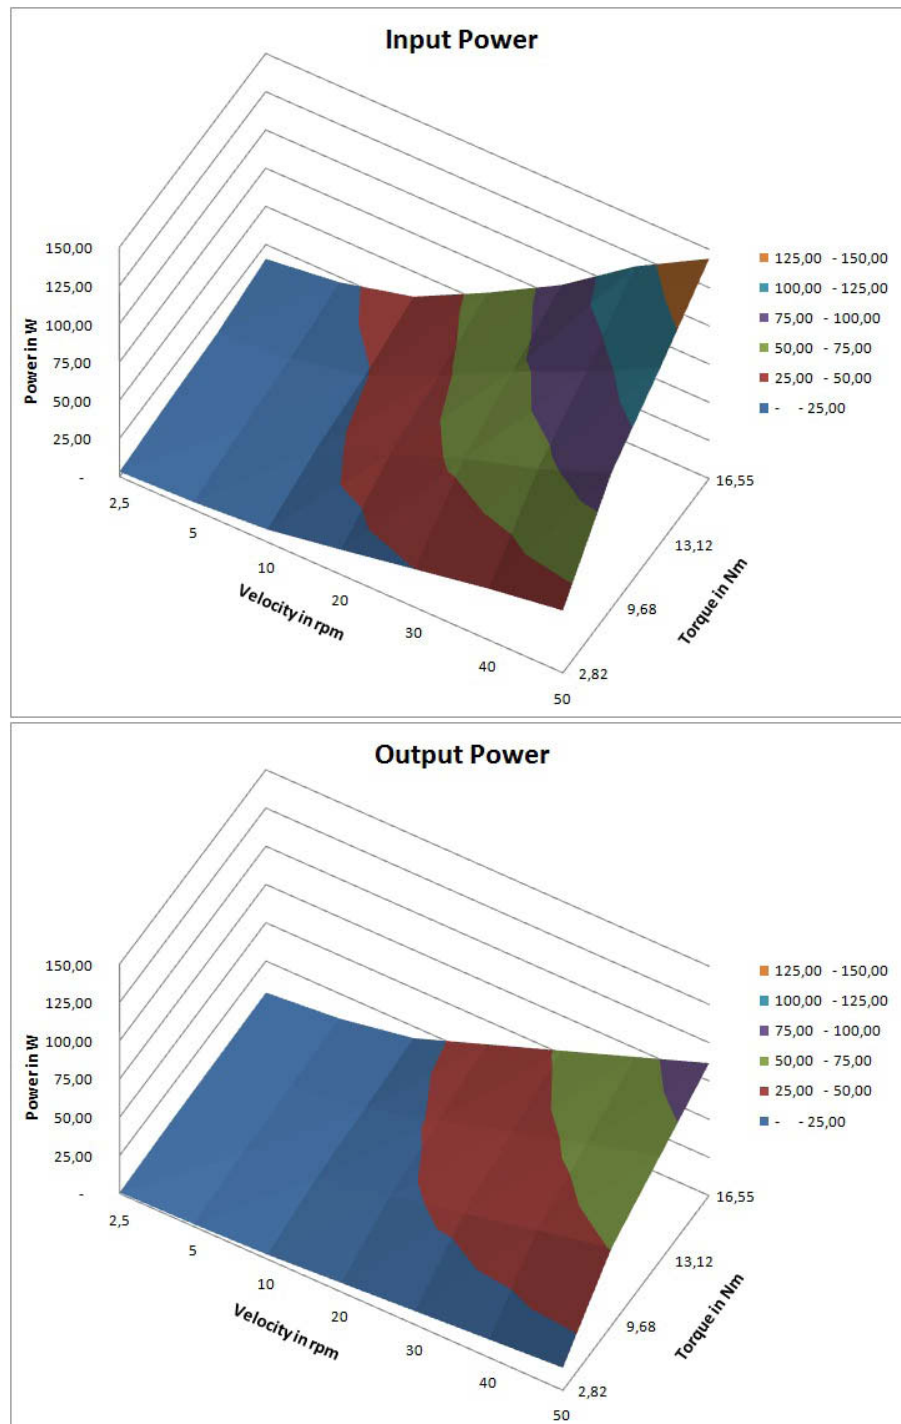 Input Power
150,00
125,00
100,00
75,00
50,00
25,00
-
Power in W
2,5
5
10
20
30
40
50
Velocity in rpm
2,82
9,68
13,12
16,55
Torque in Nm
125,00 - 150,00
100,00 - 125,00
75,00 - 100,00
50,00 - 75,00
25,00 - 50,00
- - 25,00
Output Power
150,00
125,00
100,00
75,00
50,00
25,00
-
Power in W
2,5
5
10
20
30
40
50
Velocity in rpm
2,82
9,68
13,12
16,55
Torque in Nm
125,00 - 150,00
100,00 - 125,00
75,00 - 100,00
50,00 - 75,00
25,00 - 50,00
- - 25,00